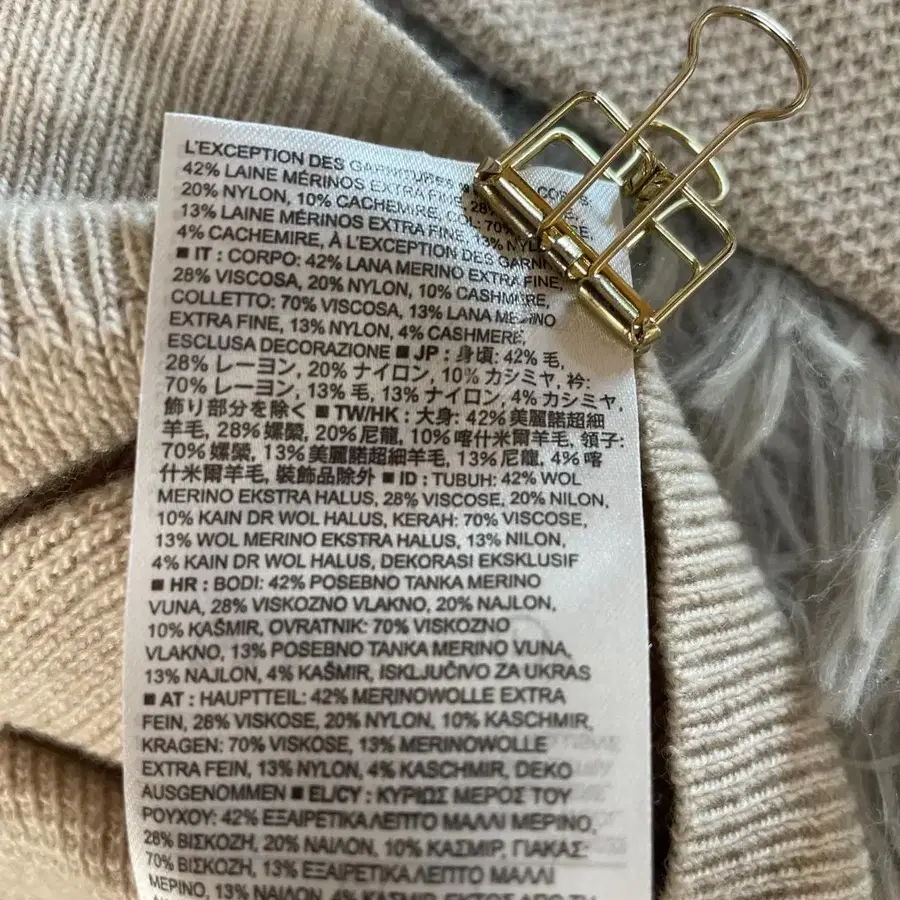 L'EXCEPTION DES GARNITURES CORPS
42% LAINE MÉRINOS EXTRA FINE, 28%
20% NYLON, 10% CACHEMIRE, COL: 70%
13% LAINE MÉRINOS EXTRA FINE, 13% NYLON,
4% CACHEMIRE, À L'EXCEPTION DES
■ IT : CORPO: 42% LANA MERINO EXTRA FINE,
28% VISCOSA, 20% NYLON, 10% CASHMERE,
COLLETTO: 70% VISCOSA, 13% LANA MERINO
EXTRA FINE, 13% NYLON, 4% CASHMERE,
ESCLUSA DECORAZIONE ■ JP : 身頃: 42% 毛,
28% レーヨン, 20% ナイロン, 10% カシミヤ, 衿:
70% レーヨン, 13% 毛, 13% ナイロン, 4% カシミヤ,
飾り部分を除く ■ TW/HK : 大身: 42% 美麗諾超細
羊毛, 28% 嫘縈, 20% 尼龍, 10% 喀什米爾羊毛, 領子:
70% 嫘縈, 13% 美麗諾超細羊毛, 13% 尼龍, 4% 喀
什米爾羊毛, 裝飾品除外 ■ ID : TUBUH: 42% WOL
MERINO EKSTRA HALUS, 28% VISCOSE, 20% NILON,
10% KAIN DR WOL HALUS, KERAH: 70% VISCOSE,
13% WOL MERINO EKSTRA HALUS, 13% NILON,
4% KAIN DR WOL HALUS, DEKORASI EKSKLUSIF
■ HR : BODI: 42% POSEBNO TANKA MERINO
VUNA, 28% VISKOZNO VLAKNO, 20% NAJLON,
10% KAŠMIR, OVRATNIK: 70% VISKOZNO
VLAKNO, 13% POSEBNO TANKA MERINO VUNA,
13% NAJLON, 4% KAŠMIR, ISKLJUČIVO ZA UKRAS
■ AT : HAUPTTEIL: 42% MERINOWOLLE EXTRA
FEIN, 28% VISKOSE, 20% NYLON, 10% KASCHMIR,
KRAGEN: 70% VISKOSE, 13% MERINOWOLLE
EXTRA FEIN, 13% NYLON, 4% KASCHMIR, DEKO
AUSGENOMMEN ■ EL/CY : ΚΥΡΙΩΣ ΜΕΡΟΣ ΤΟΥ
ΡΟΥΧΟΥ: 42% ΕΞΑΙΡΕΤΙΚΑ ΛΕΠΤΟ ΜΑΛΛΙ ΜΕΡΙΝΟ,
28% ΒΙΣΚΟΖΗ, 20% ΝΑΙΛΟΝ, 10% ΚΑΣΜΙΡ, ΓΙΑΚΑΣ:
70% ΒΙΣΚΟΖΗ, 13% ΕΞΑΙΡΕΤΙΚΑ ΛΕΠΤΟ ΜΑΛΛΙ
ΜΕΡΙΝΟ, 13% ΝΑΙΛΟΝ, 4% ΚΑΣΜΙΡ